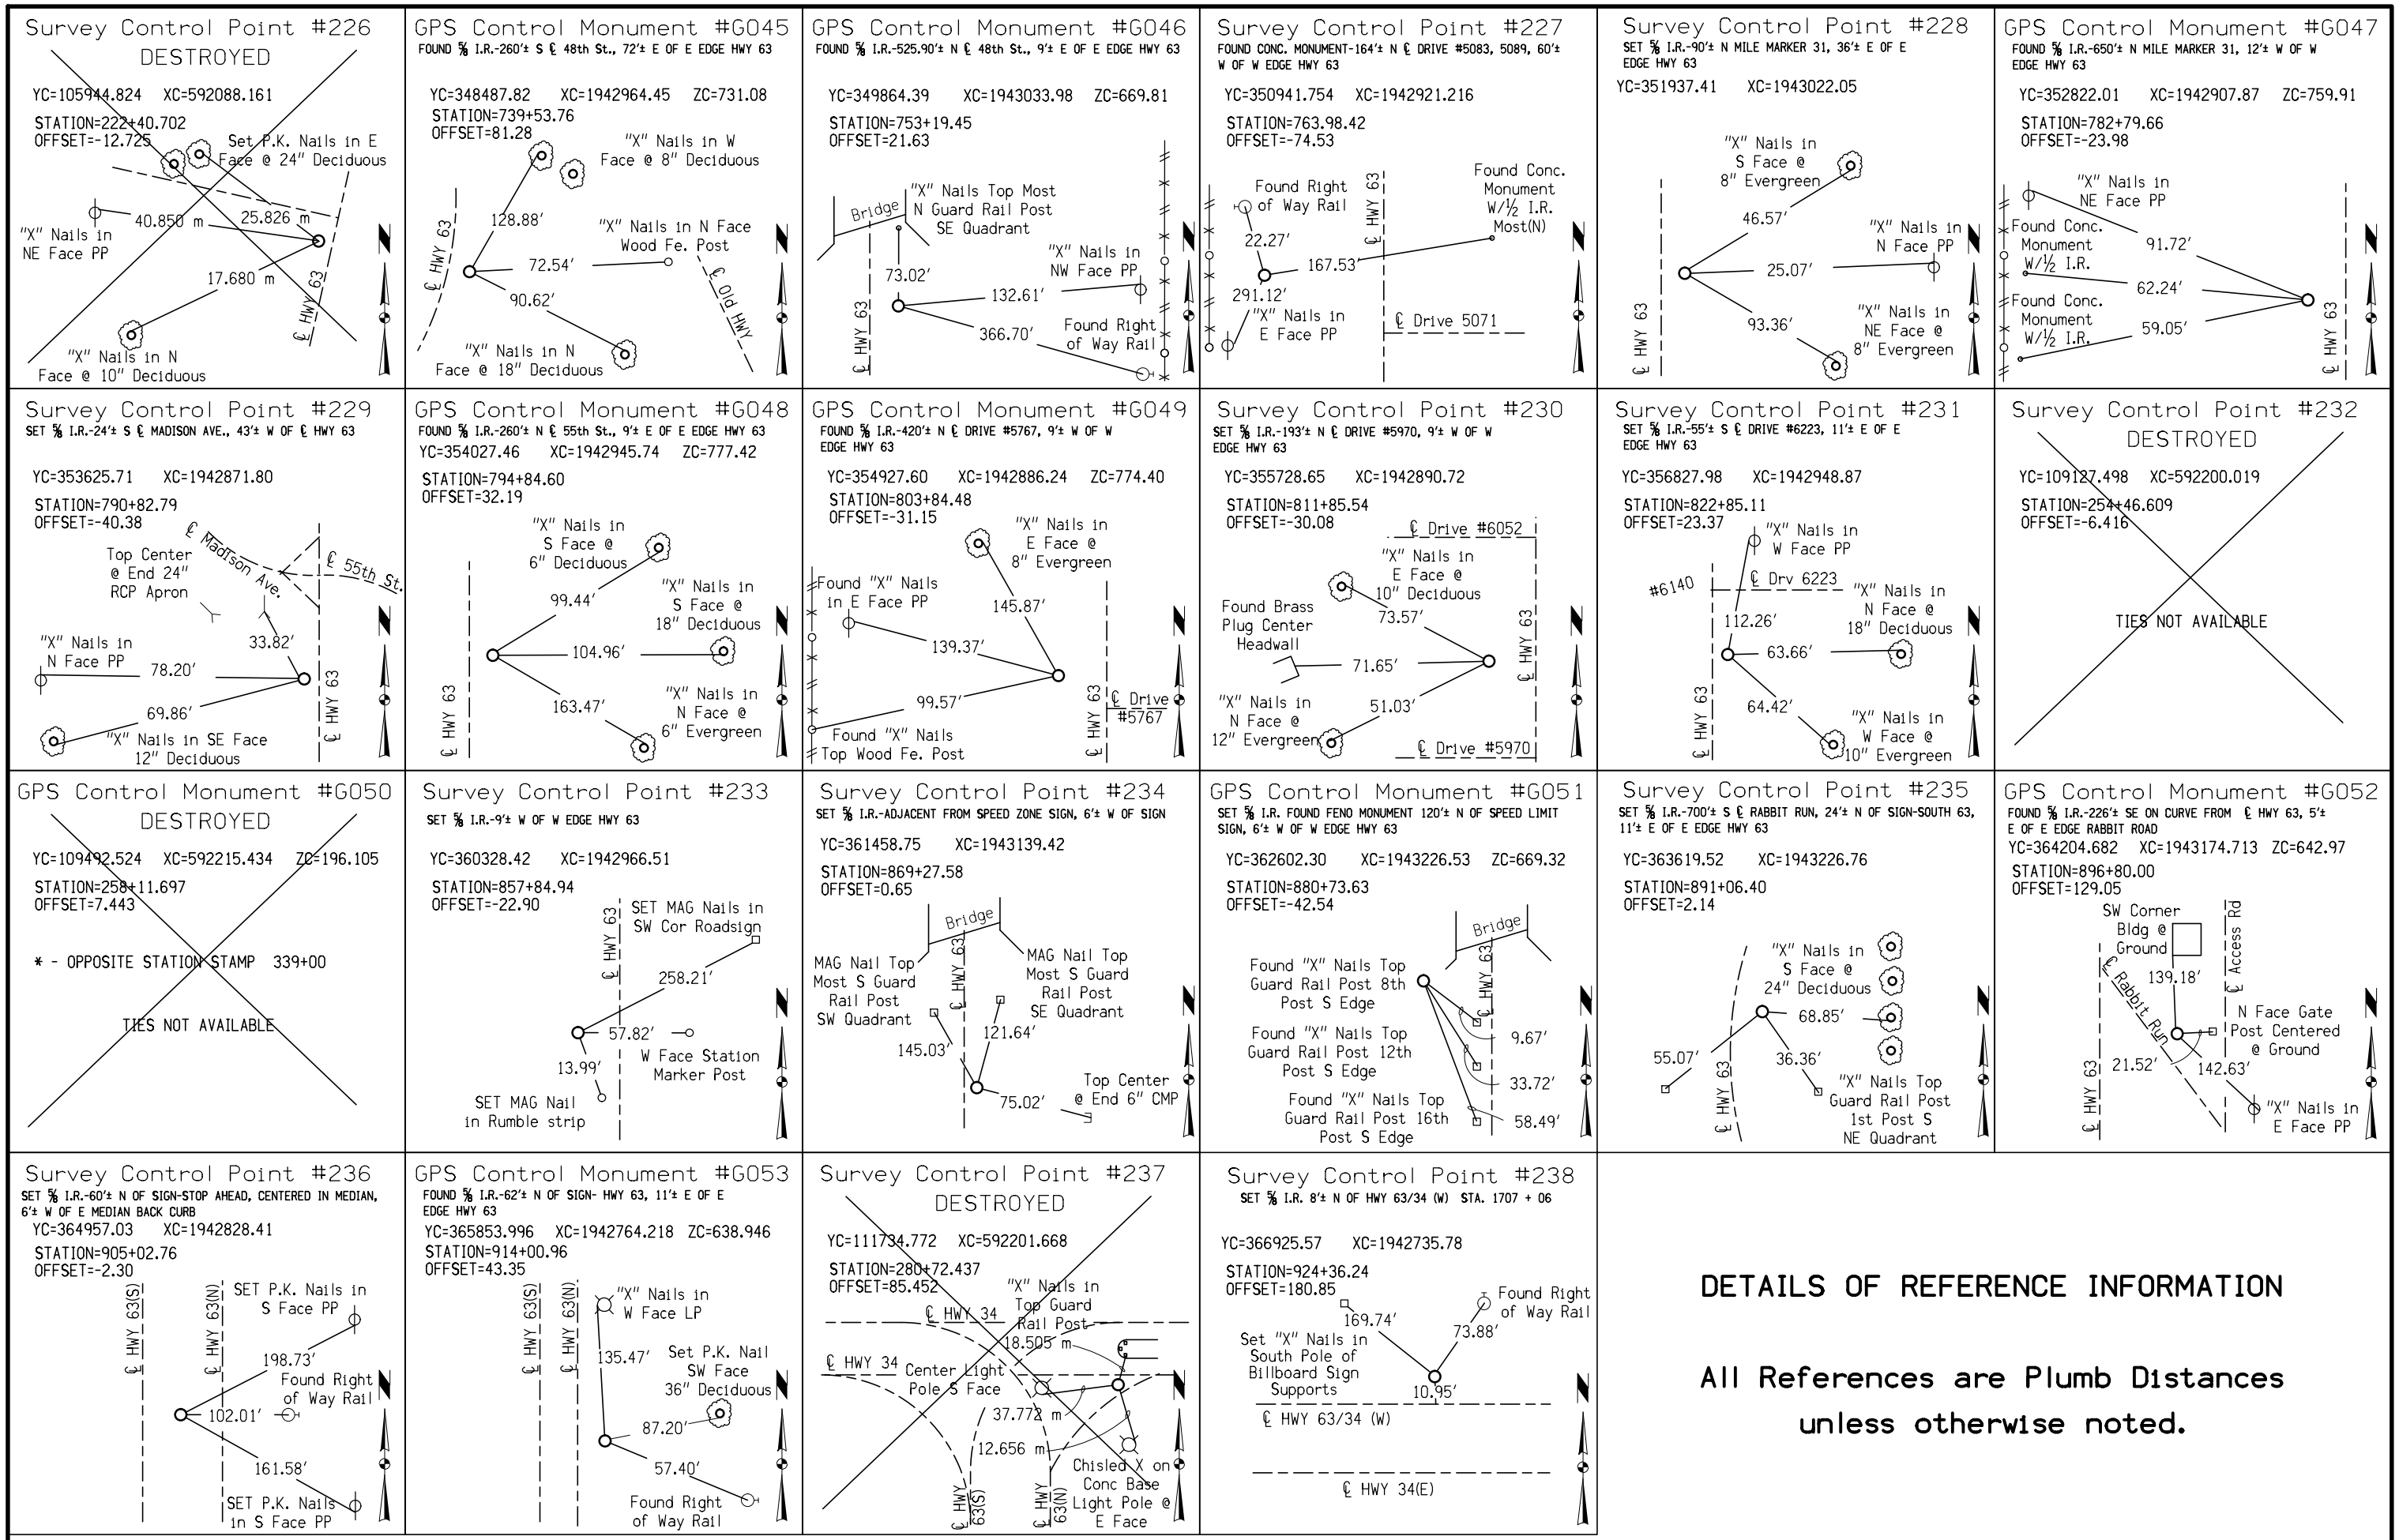 Survey Control Point #226
DESTROYED
YC=105944.824 XC=592088.161
STATION=222+40.702
OFFSET=-12.725
Set P.K. Nails in E
Face @ 24" Deciduous
40.850 m
25.826 m
"X" Nails in
NE Face PP
17.680 m
℄ HWY 63
"X" Nails in N
Face @ 10" Deciduous
GPS Control Monument #G045
FOUND ⅝ I.R.-260'± S ℄ 48th St., 72'± E OF E EDGE HWY 63
YC=348487.82 XC=1942964.45 ZC=731.08
STATION=739+53.76
OFFSET=81.28
"X" Nails in W
Face @ 8" Deciduous
128.88'
"X" Nails in N Face
Wood Fe. Post
72.54'
℄ HWY 63
90.62'
℄ Old HWY
"X" Nails in N
Face @ 18" Deciduous
GPS Control Monument #G046
FOUND ⅝ I.R.-525.90'± N ℄ 48th St., 9'± E OF E EDGE HWY 63
YC=349864.39 XC=1943033.98 ZC=669.81
STATION=753+19.45
OFFSET=21.63
Bridge
"X" Nails Top Most
N Guard Rail Post
SE Quadrant
73.02'
"X" Nails in
NW Face PP
132.61'
℄ HWY 63
366.70'
Found Right
of Way Rail
Survey Control Point #227
FOUND CONC. MONUMENT-164'± N ℄ DRIVE #5083, 5089, 60'±
W OF W EDGE HWY 63
YC=350941.754 XC=1942921.216
STATION=763.98.42
OFFSET=-74.53
Found Right
of Way Rail
℄ HWY 63
Found Conc.
Monument
W/½ I.R.
Most(N)
22.27'
167.53'
291.12'
"X" Nails in
E Face PP
℄ Drive 5071
Survey Control Point #228
SET ⅝ I.R.-90'± N MILE MARKER 31, 36'± E OF E
EDGE HWY 63
YC=351937.41 XC=1943022.05
"X" Nails in
S Face @
8" Evergreen
46.57'
"X" Nails in
N Face PP
25.07'
℄ HWY 63
93.36'
"X" Nails in
NE Face @
8" Evergreen
GPS Control Monument #G047
FOUND ⅝ I.R.-650'± N MILE MARKER 31, 12'± W OF W
EDGE HWY 63
YC=352822.01 XC=1942907.87 ZC=759.91
STATION=782+79.66
OFFSET=-23.98
"X" Nails in
NE Face PP
Found Conc.
Monument
W/½ I.R.
91.72'
62.24'
Found Conc.
Monument
W/½ I.R.
59.05'
℄ HWY 63
Survey Control Point #229
SET ⅝ I.R.-24'± S ℄ MADISON AVE., 43'± W OF ℄ HWY 63
YC=353625.71 XC=1942871.80
STATION=790+82.79
OFFSET=-40.38
℄ Madison Ave.
℄ 55th St.
Top Center
@ End 24"
RCP Apron
33.82'
"X" Nails in
N Face PP
78.20'
69.86'
℄ HWY 63
"X" Nails in SE Face
12" Deciduous
GPS Control Monument #G048
FOUND ⅝ I.R.-260'± N ℄ 55th St., 9'± E OF E EDGE HWY 63
YC=354027.46 XC=1942945.74 ZC=777.42
STATION=794+84.60
OFFSET=32.19
"X" Nails in
S Face @
6" Deciduous
99.44'
"X" Nails in
S Face @
18" Deciduous
104.96'
163.47'
℄ HWY 63
"X" Nails in
N Face @
6" Evergreen
GPS Control Monument #G049
FOUND ⅝ I.R.-420'± N ℄ DRIVE #5767, 9'± W OF W
EDGE HWY 63
YC=354927.60 XC=1942886.24 ZC=774.40
STATION=803+84.48
OFFSET=-31.15
"X" Nails in
E Face @
8" Evergreen
Found "X" Nails
in E Face PP
145.87'
139.37'
99.57'
℄ HWY 63
℄ Drive
#5767
Found "X" Nails
Top Wood Fe. Post
Survey Control Point #230
SET ⅝ I.R.-193'± N ℄ DRIVE #5970, 9'± W OF W
EDGE HWY 63
YC=355728.65 XC=1942890.72
STATION=811+85.54
OFFSET=-30.08
℄ Drive #6052
"X" Nails in
E Face @
10" Deciduous
Found Brass
Plug Center
Headwall
73.57'
71.65'
℄ HWY 63
51.03'
"X" Nails in
N Face @
12" Evergreen
℄ Drive #5970
Survey Control Point #231
SET ⅝ I.R.-55'± S ℄ DRIVE #6223, 11'± E OF E
EDGE HWY 63
YC=356827.98 XC=1942948.87
STATION=822+85.11
OFFSET=23.37
"X" Nails in
W Face PP
#6140
℄ Drv 6223
112.26'
"X" Nails in
N Face @
18" Deciduous
63.66'
64.42'
℄ HWY 63
"X" Nails in
W Face @
10" Evergreen
Survey Control Point #232
DESTROYED
YC=109127.498 XC=592200.019
STATION=254+46.609
OFFSET=-6.416
TIES NOT AVAILABLE
GPS Control Monument #G050
DESTROYED
YC=109492.524 XC=592215.434 ZC=196.105
STATION=258+11.697
OFFSET=7.443
* - OPPOSITE STATION STAMP 339+00
TIES NOT AVAILABLE
Survey Control Point #233
SET ⅝ I.R.-9'± W OF W EDGE HWY 63
YC=360328.42 XC=1942966.51
STATION=857+84.94
OFFSET=-22.90
℄ HWY 63
SET MAG Nails in
SW Cor Roadsign
258.21'
57.82'
13.99'
W Face Station
Marker Post
SET MAG Nail
in Rumble strip
Survey Control Point #234
SET ⅝ I.R.-ADJACENT FROM SPEED ZONE SIGN, 6'± W OF SIGN
YC=361458.75 XC=1943139.42
STATION=869+27.58
OFFSET=0.65
Bridge
℄ HWY 63
MAG Nail Top
Most S Guard
Rail Post
SW Quadrant
MAG Nail Top
Most S Guard
Rail Post
SE Quadrant
145.03'
121.64'
75.02'
Top Center
@ End 6" CMP
GPS Control Monument #G051
SET ⅝ I.R. FOUND FENO MONUMENT 120'± N OF SPEED LIMIT
SIGN, 6'± W OF W EDGE HWY 63
YC=362602.30 XC=1943226.53 ZC=669.32
STATION=880+73.63
OFFSET=-42.54
Bridge
℄ HWY 63
Found "X" Nails Top
Guard Rail Post 8th
Post S Edge
9.67'
Found "X" Nails Top
Guard Rail Post 12th
Post S Edge
33.72'
Found "X" Nails Top
Guard Rail Post 16th
Post S Edge
58.49'
Survey Control Point #235
SET ⅝ I.R.-700'± S ℄ RABBIT RUN, 24'± N OF SIGN-SOUTH 63,
11'± E OF E EDGE HWY 63
YC=363619.52 XC=1943226.76
STATION=891+06.40
OFFSET=2.14
"X" Nails in
S Face @
24" Deciduous
68.85'
55.07'
36.36'
℄ HWY 63
"X" Nails Top
Guard Rail Post
1st Post S
NE Quadrant
GPS Control Monument #G052
FOUND ⅝ I.R.-226'± SE ON CURVE FROM ℄ HWY 63, 5'±
E OF E EDGE RABBIT ROAD
YC=364204.682 XC=1943174.713 ZC=642.97
STATION=896+80.00
OFFSET=129.05
SW Corner
Bldg @
Ground
℄ Access Rd
℄ Rabbit Run
139.18'
N Face Gate
Post Centered
@ Ground
℄ HWY 63
21.52'
142.63'
"X" Nails in
E Face PP
Survey Control Point #236
SET ⅝ I.R.-60'± N OF SIGN-STOP AHEAD, CENTERED IN MEDIAN,
6'± W OF E MEDIAN BACK CURB
YC=364957.03 XC=1942828.41
STATION=905+02.76
OFFSET=-2.30
℄ HWY 63(S)
℄ HWY 63(N)
SET P.K. Nails in
S Face PP
198.73'
Found Right
of Way Rail
102.01'
161.58'
SET P.K. Nails
in S Face PP
GPS Control Monument #G053
FOUND ⅝ I.R.-62'± N OF SIGN- HWY 63, 11'± E OF E
EDGE HWY 63
YC=365853.996 XC=1942764.218 ZC=638.946
STATION=914+00.96
OFFSET=43.35
℄ HWY 63(S)
℄ HWY 63(N)
"X" Nails in
W Face LP
135.47'
Set P.K. Nail
SW Face
36" Deciduous
87.20'
57.40'
Found Right
of Way Rail
Survey Control Point #237
DESTROYED
YC=111734.772 XC=592201.668
STATION=280+72.437
OFFSET=85.452
"X" Nails in
Top Guard
Rail Post
℄ HWY 34
18.505 m
℄ HWY 34
Center Light
Pole S Face
37.772 m
12.656 m
Chisled X on
Conc Base
Light Pole @
E Face
℄ HWY
63(S)
℄ HWY
63(N)
Survey Control Point #238
SET ⅝ I.R. 8'± N OF HWY 63/34 (W) STA. 1707 + 06
YC=366925.57 XC=1942735.78
STATION=924+36.24
OFFSET=180.85
Found Right
of Way Rail
169.74'
73.88'
Set "X" Nails in
South Pole of
Billboard Sign
Supports
10.95'
℄ HWY 63/34 (W)
℄ HWY 34(E)
DETAILS OF REFERENCE INFORMATION
All References are Plumb Distances
unless otherwise noted.